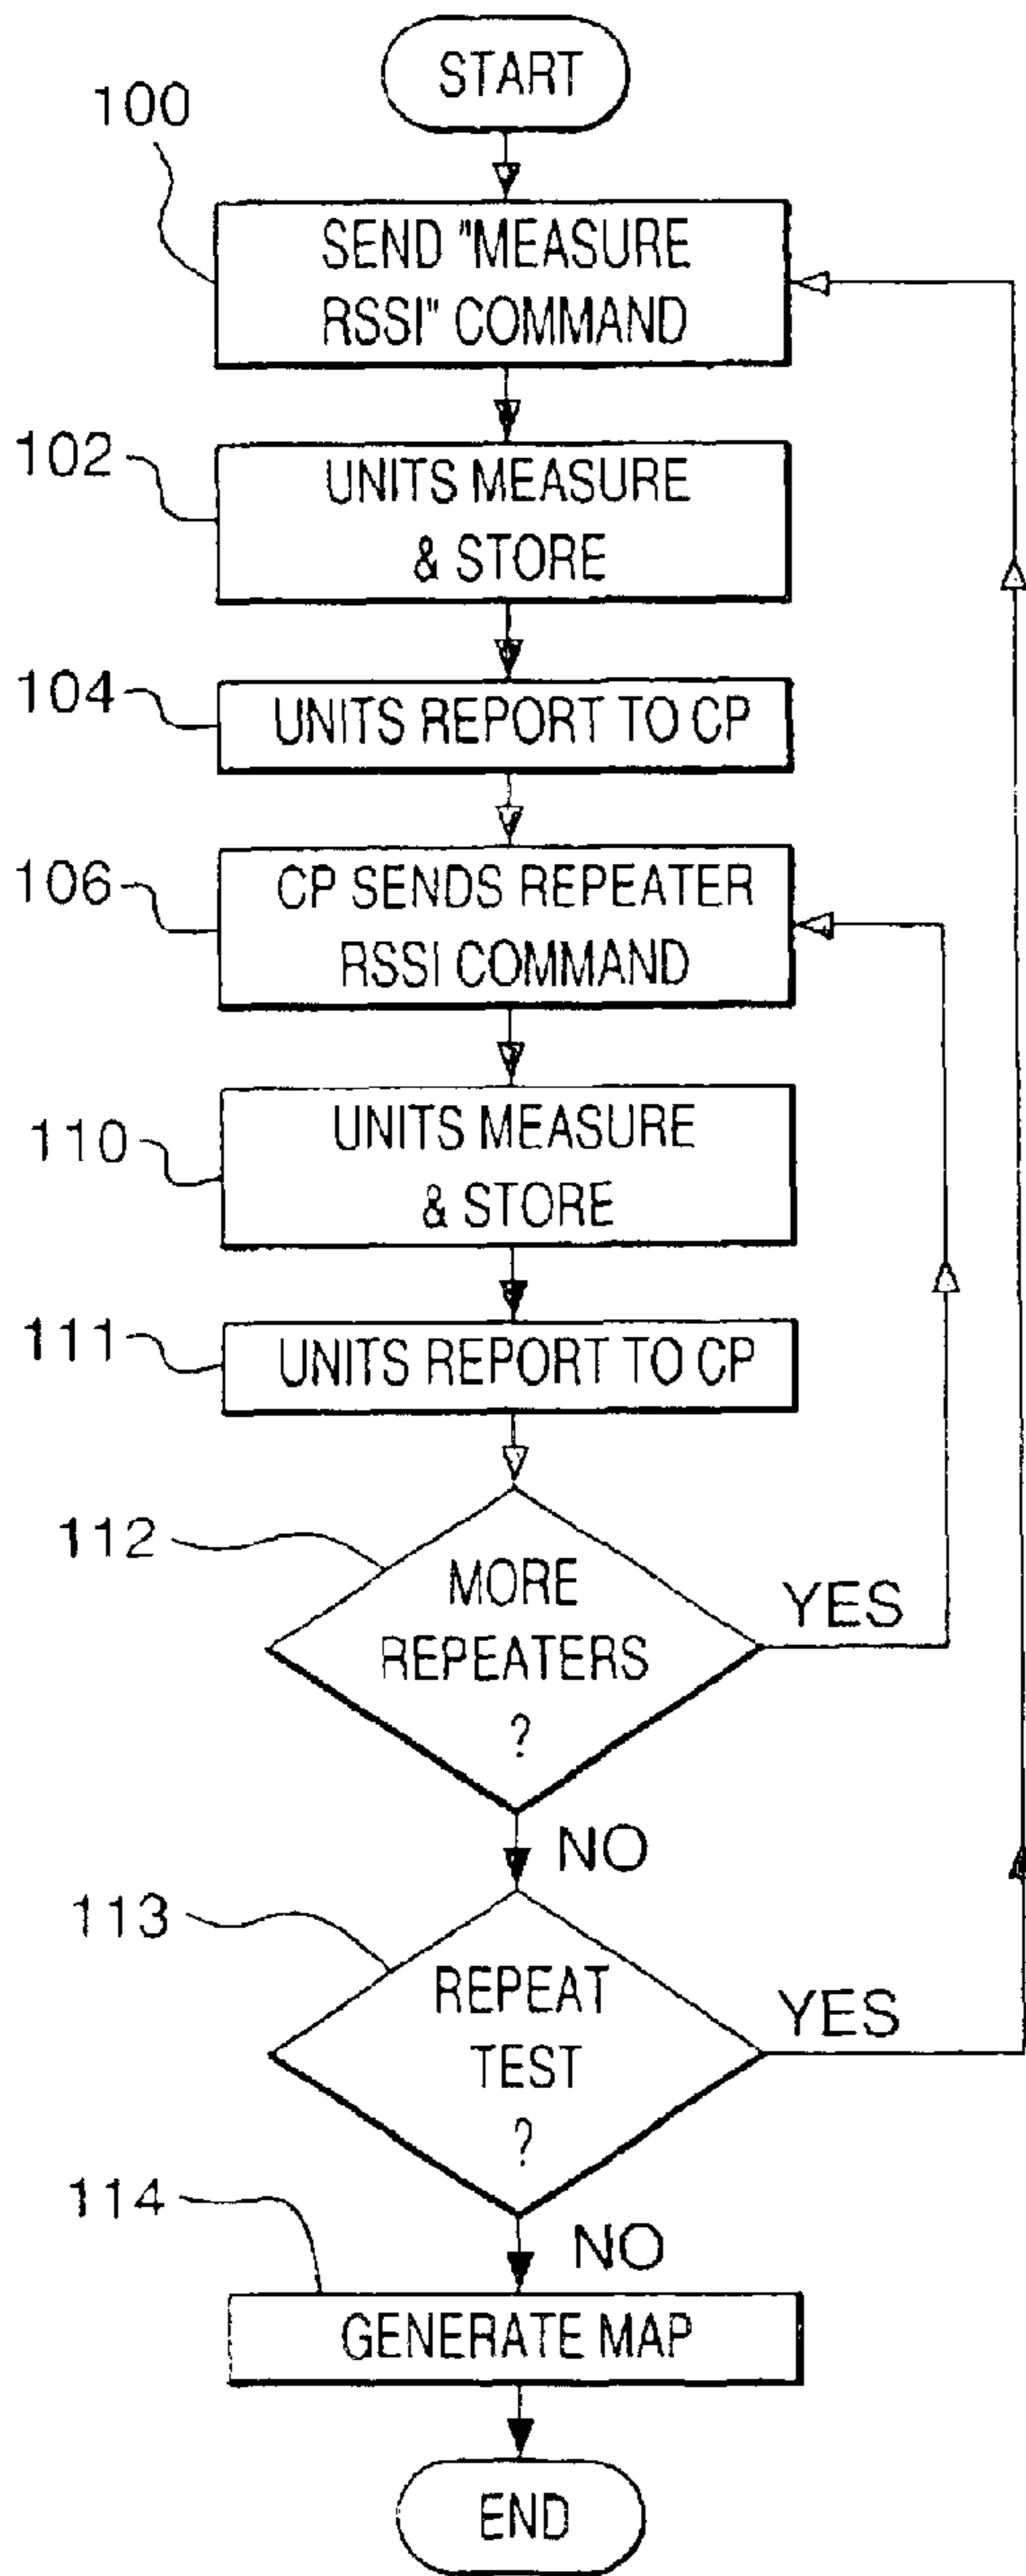 START
100
SEND "MEASURE
RSSI" COMMAND
102
UNITS MEASURE
& STORE
104
UNITS REPORT TO CP
106
CP SENDS REPEATER
RSSI COMMAND
110
UNITS MEASURE
& STORE
111
UNITS REPORT TO CP
112
MORE
REPEATERS
?
YES
NO
113
REPEAT
TEST
?
YES
NO
114
GENERATE MAP
END